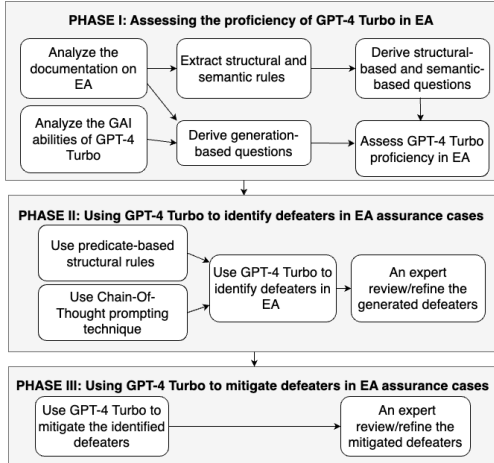 PHASE I: Assessing the proficiency of GPT-4 Turbo in EA
Analyze the
documentation on
EA
Extract structural and
semantic rules
Derive structural-
based and semantic-
based questions
Analyze the GAI
abilities of GPT-4
Turbo
Derive generation-
based questions
Assess GPT-4 Turbo
proficiency in EA
PHASE II: Using GPT-4 Turbo to identify defeaters in EA assurance cases
Use predicate-based
structural rules
Use Chain-Of-
Thought prompting
technique
Use GPT-4 Turbo to
identify defeaters in
EA
An expert
review/refine the
generated defeaters
PHASE III: Using GPT-4 Turbo to mitigate defeaters in EA assurance cases
Use GPT-4 Turbo to
mitigate the identified
defeaters
An expert
review/refine the
mitigated defeaters